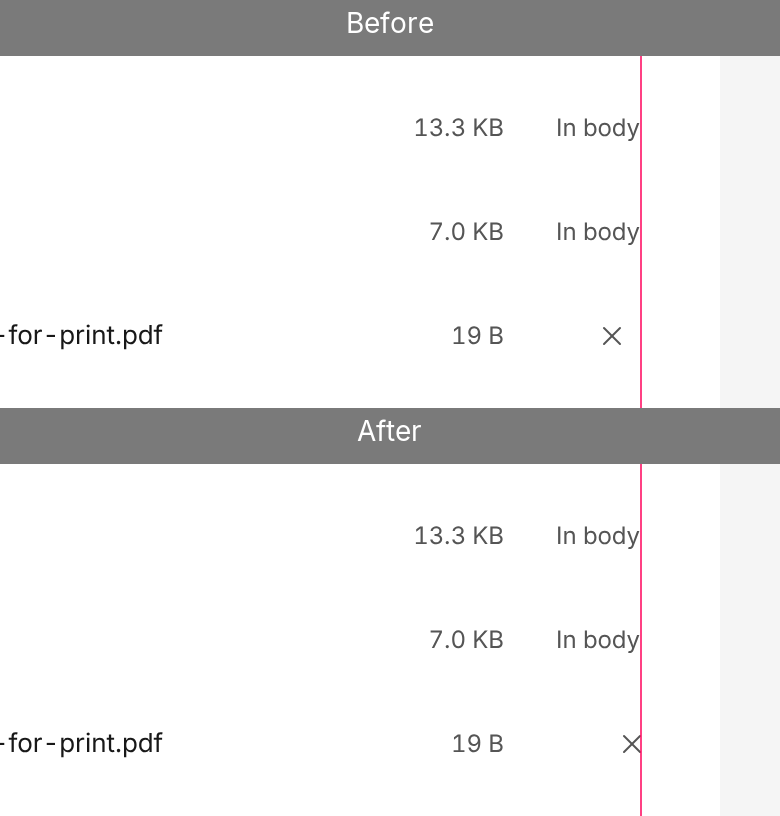 Before
13.3 KB In body
7.0 KB In body
-for-print.pdf 19 B
After
13.3 KB In body
7.0 KB In body
-for-print.pdf 19 B